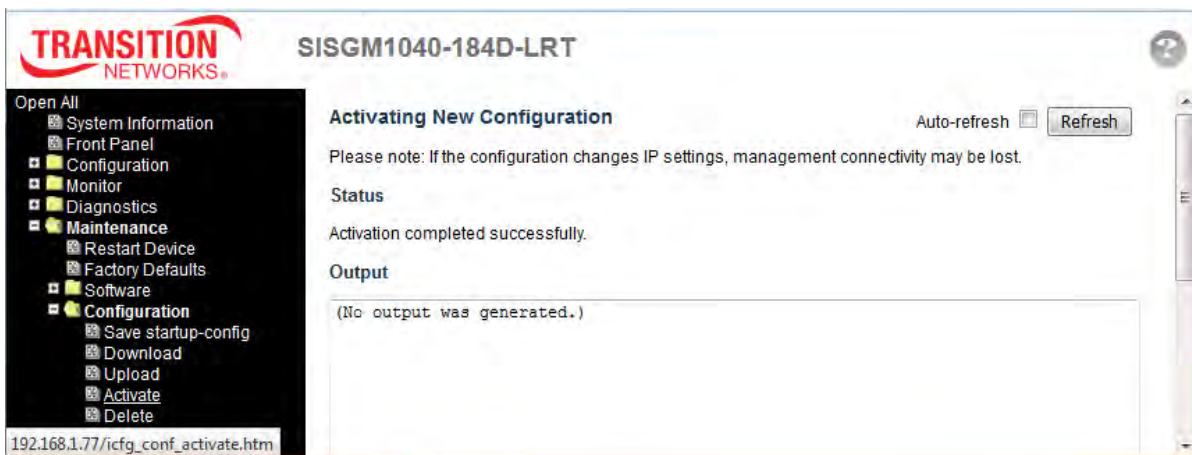 TRANSITION
NETWORKS®
SISGM1040-184D-LRT
?
Open All
System Information
Front Panel
Configuration
Monitor
Diagnostics
Maintenance
Restart Device
Factory Defaults
Software
Configuration
Save startup-config
Download
Upload
Activate
Delete
192.168.1.77/icfg_conf_activate.htm
Activating New Configuration
Auto-refresh
Refresh
Please note: If the configuration changes IP settings, management connectivity may be lost.
Status
Activation completed successfully.
Output
(No output was generated.)